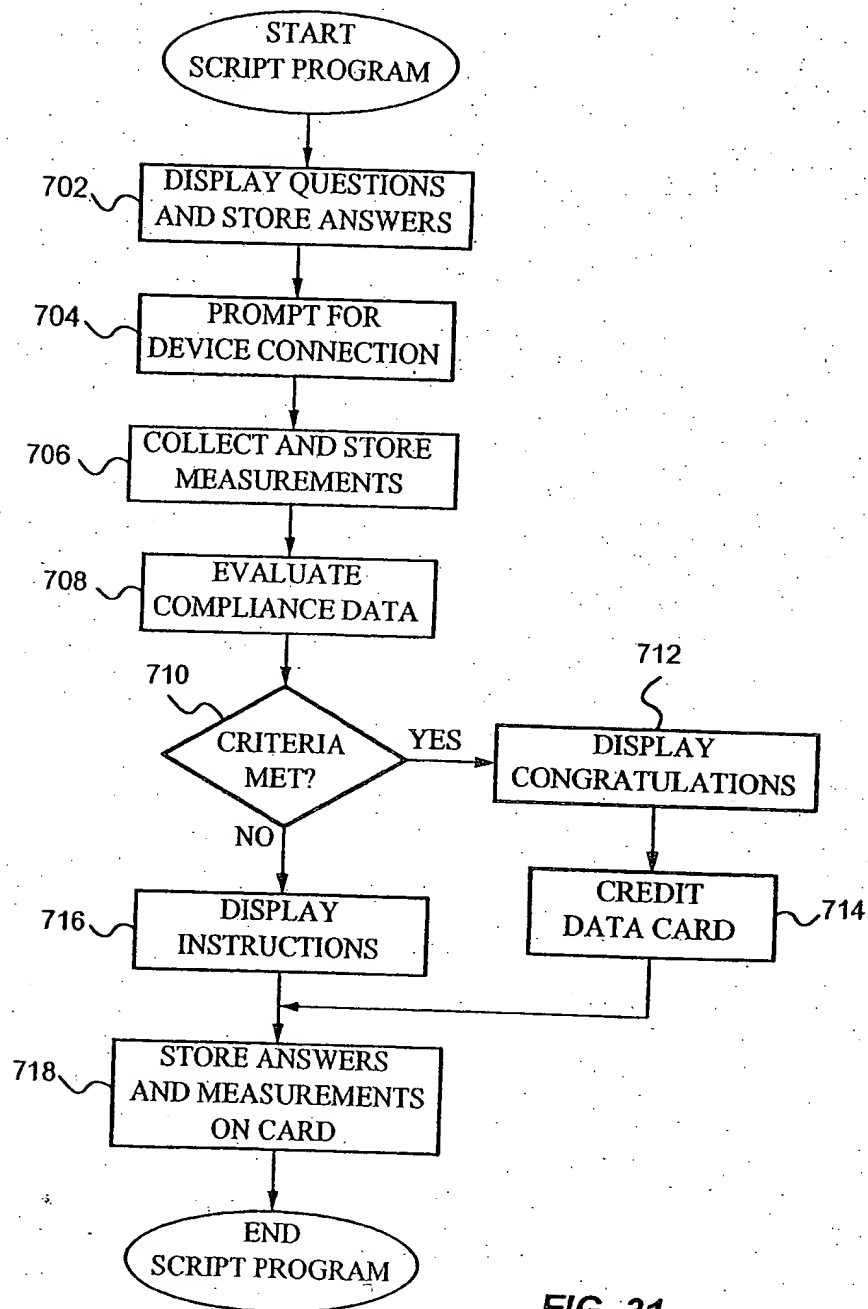 START
SCRIPT PROGRAM
702
DISPLAY QUESTIONS
AND STORE ANSWERS
704
PROMPT FOR
DEVICE CONNECTION
706
COLLECT AND STORE
MEASUREMENTS
708
EVALUATE
COMPLIANCE DATA
710
CRITERIA
MET?
YES
712
DISPLAY
CONGRATULATIONS
NO
716
DISPLAY
INSTRUCTIONS
CREDIT
DATA CARD
714
718
STORE ANSWERS
AND MEASUREMENTS
ON CARD
END
SCRIPT PROGRAM
FIG. 21